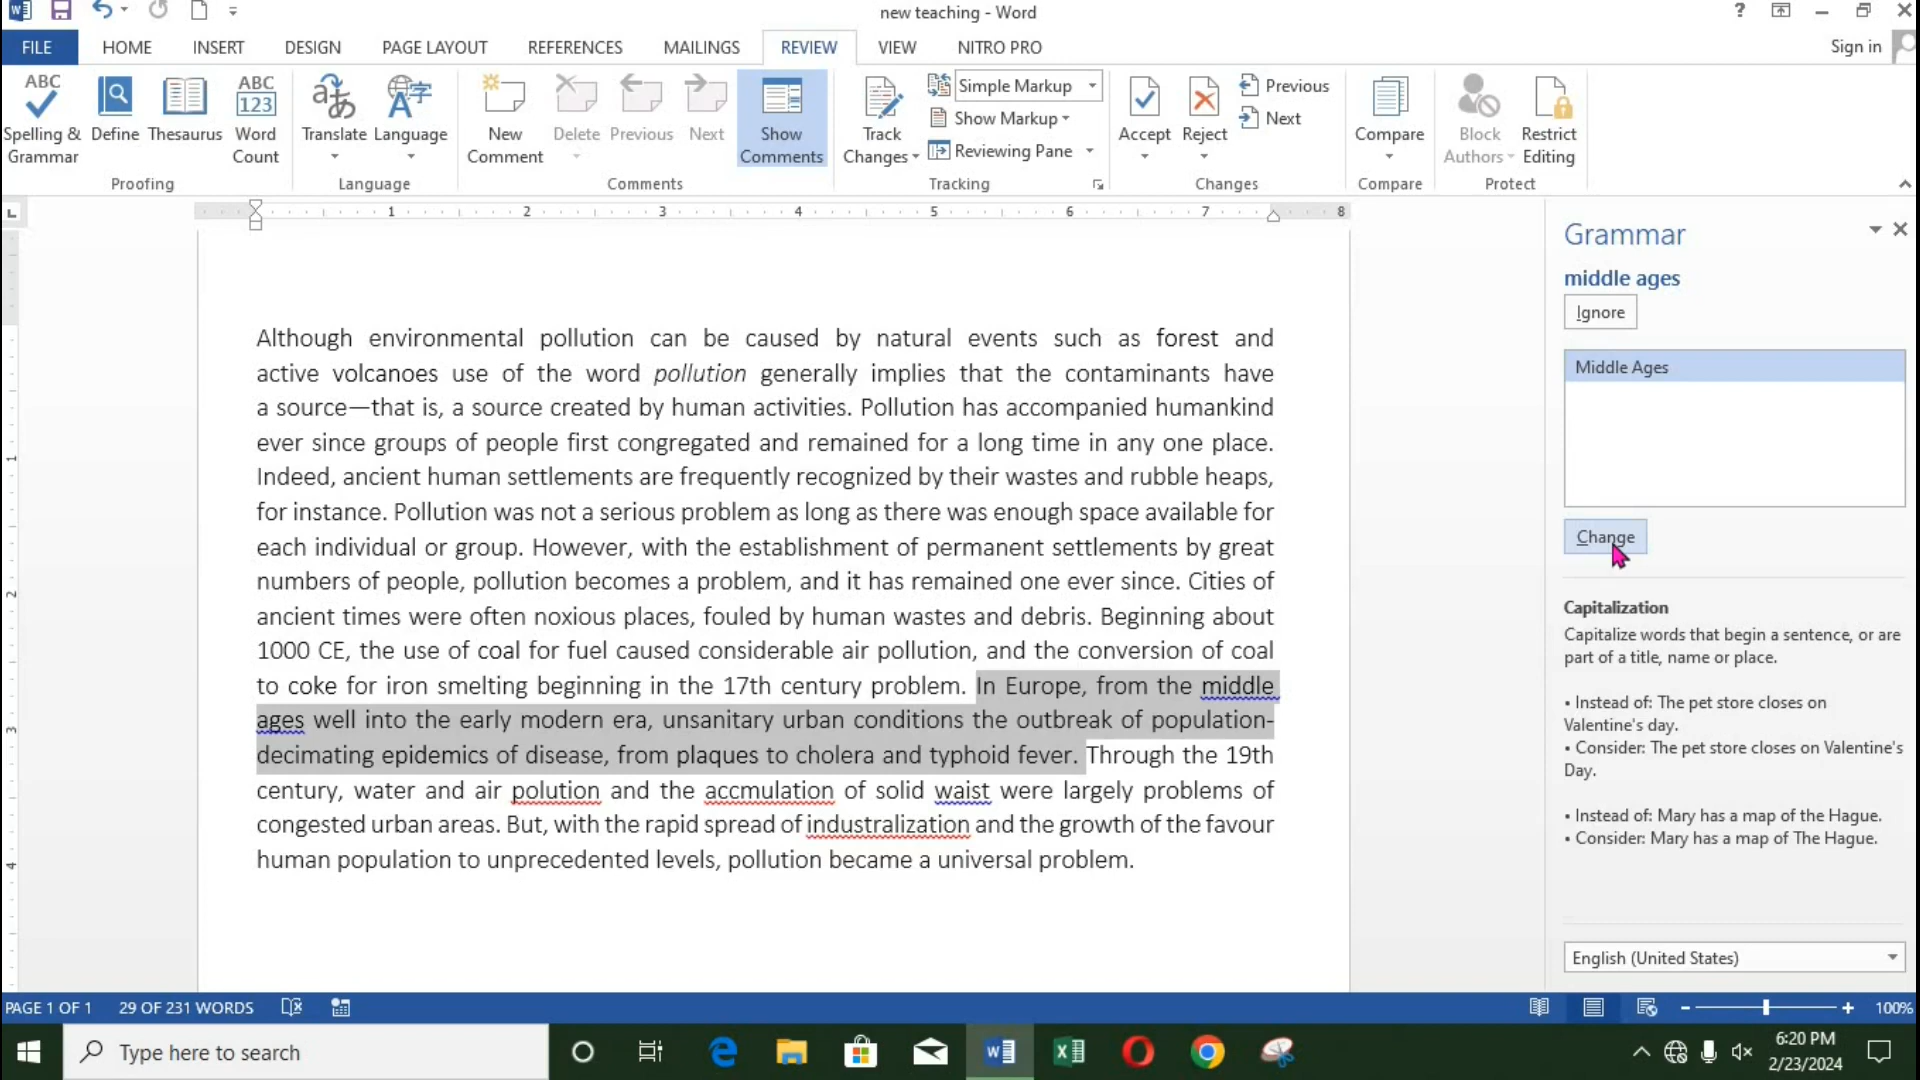 new teaching - Word
?
FILE HOME INSERT DESIGN PAGE LAYOUT REFERENCES MAILINGS REVIEW VIEW NITRO PRO Sign in
ABC Spelling & Grammar
Define
Thesaurus
ABC 123 Word Count
Proofing
Translate
Language
Language
New Comment
Delete
Previous
Next
Show Comments
Comments
Track Changes
Simple Markup
Show Markup
Reviewing Pane
Tracking
Accept
Reject
Previous
Next
Changes
Compare
Compare
Block Authors
Restrict Editing
Protect
1 2 3 4 5 6 7 8
Although environmental pollution can be caused by natural events such as forest and
active volcanoes use of the word pollution generally implies that the contaminants have
a source—that is, a source created by human activities. Pollution has accompanied humankind
ever since groups of people first congregated and remained for a long time in any one place.
Indeed, ancient human settlements are frequently recognized by their wastes and rubble heaps,
for instance. Pollution was not a serious problem as long as there was enough space available for
each individual or group. However, with the establishment of permanent settlements by great
numbers of people, pollution becomes a problem, and it has remained one ever since. Cities of
ancient times were often noxious places, fouled by human wastes and debris. Beginning about
1000 CE, the use of coal for fuel caused considerable air pollution, and the conversion of coal
to coke for iron smelting beginning in the 17th century problem. In Europe, from the middle
ages well into the early modern era, unsanitary urban conditions the outbreak of population-
decimating epidemics of disease, from plaques to cholera and typhoid fever. Through the 19th
century, water and air polution and the accmulation of solid waist were largely problems of
congested urban areas. But, with the rapid spread of industralization and the growth of the favour
human population to unprecedented levels, pollution became a universal problem.
1
2
3
4
Grammar
middle ages
Ignore
Middle Ages
Change
Capitalization
Capitalize words that begin a sentence, or are
part of a title, name or place.
• Instead of: The pet store closes on
Valentine's day.
• Consider: The pet store closes on Valentine's
Day.
• Instead of: Mary has a map of the Hague.
• Consider: Mary has a map of The Hague.
English (United States)
PAGE 1 OF 1 29 OF 231 WORDS 100%
Type here to search
6:20 PM
2/23/2024